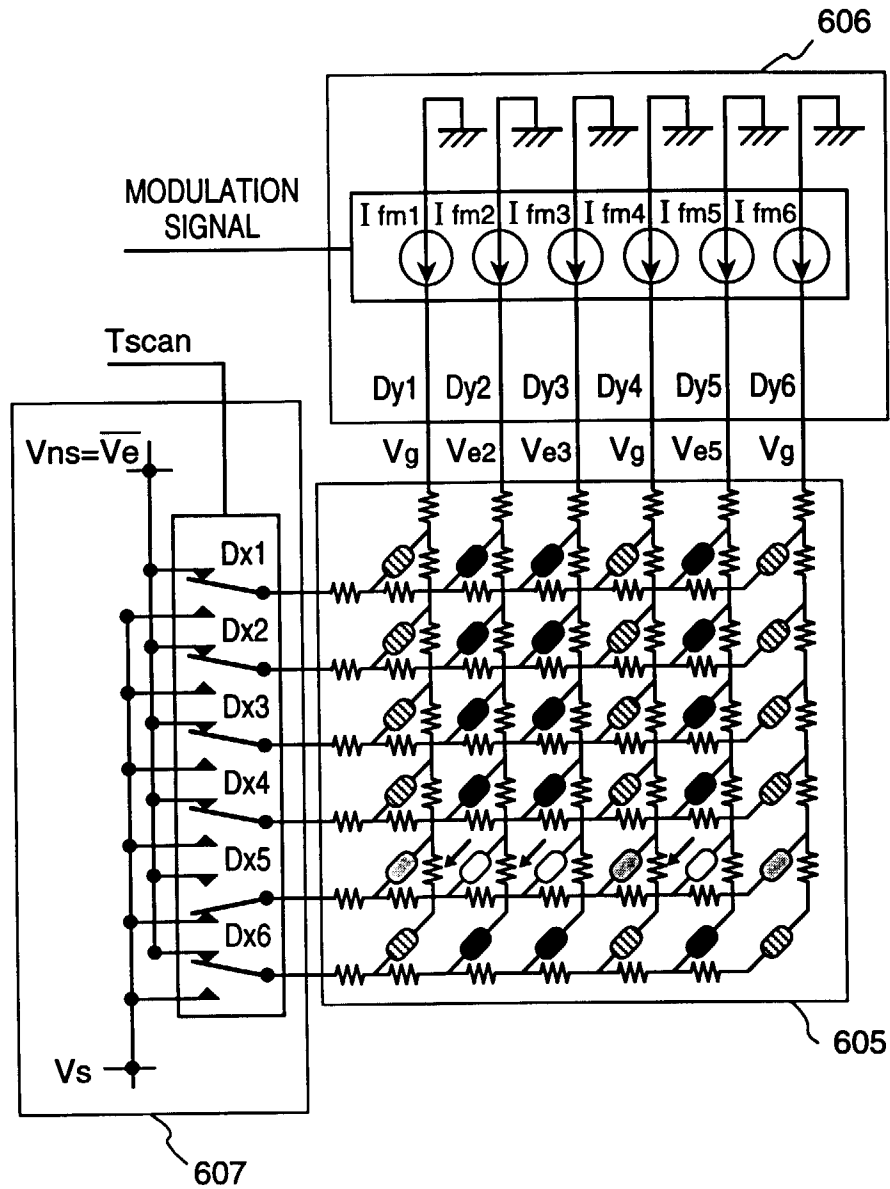 606
MODULATION
SIGNAL
I fm1 I fm2 I fm3 I fm4 I fm5 I fm6
Tscan
Dy1 Dy2 Dy3 Dy4 Dy5 Dy6
Vns=V̅e̅
Vg Ve2 Ve3 Vg Ve5 Vg
Dx1
Dx2
Dx3
Dx4
Dx5
Dx6
Vs
605
607